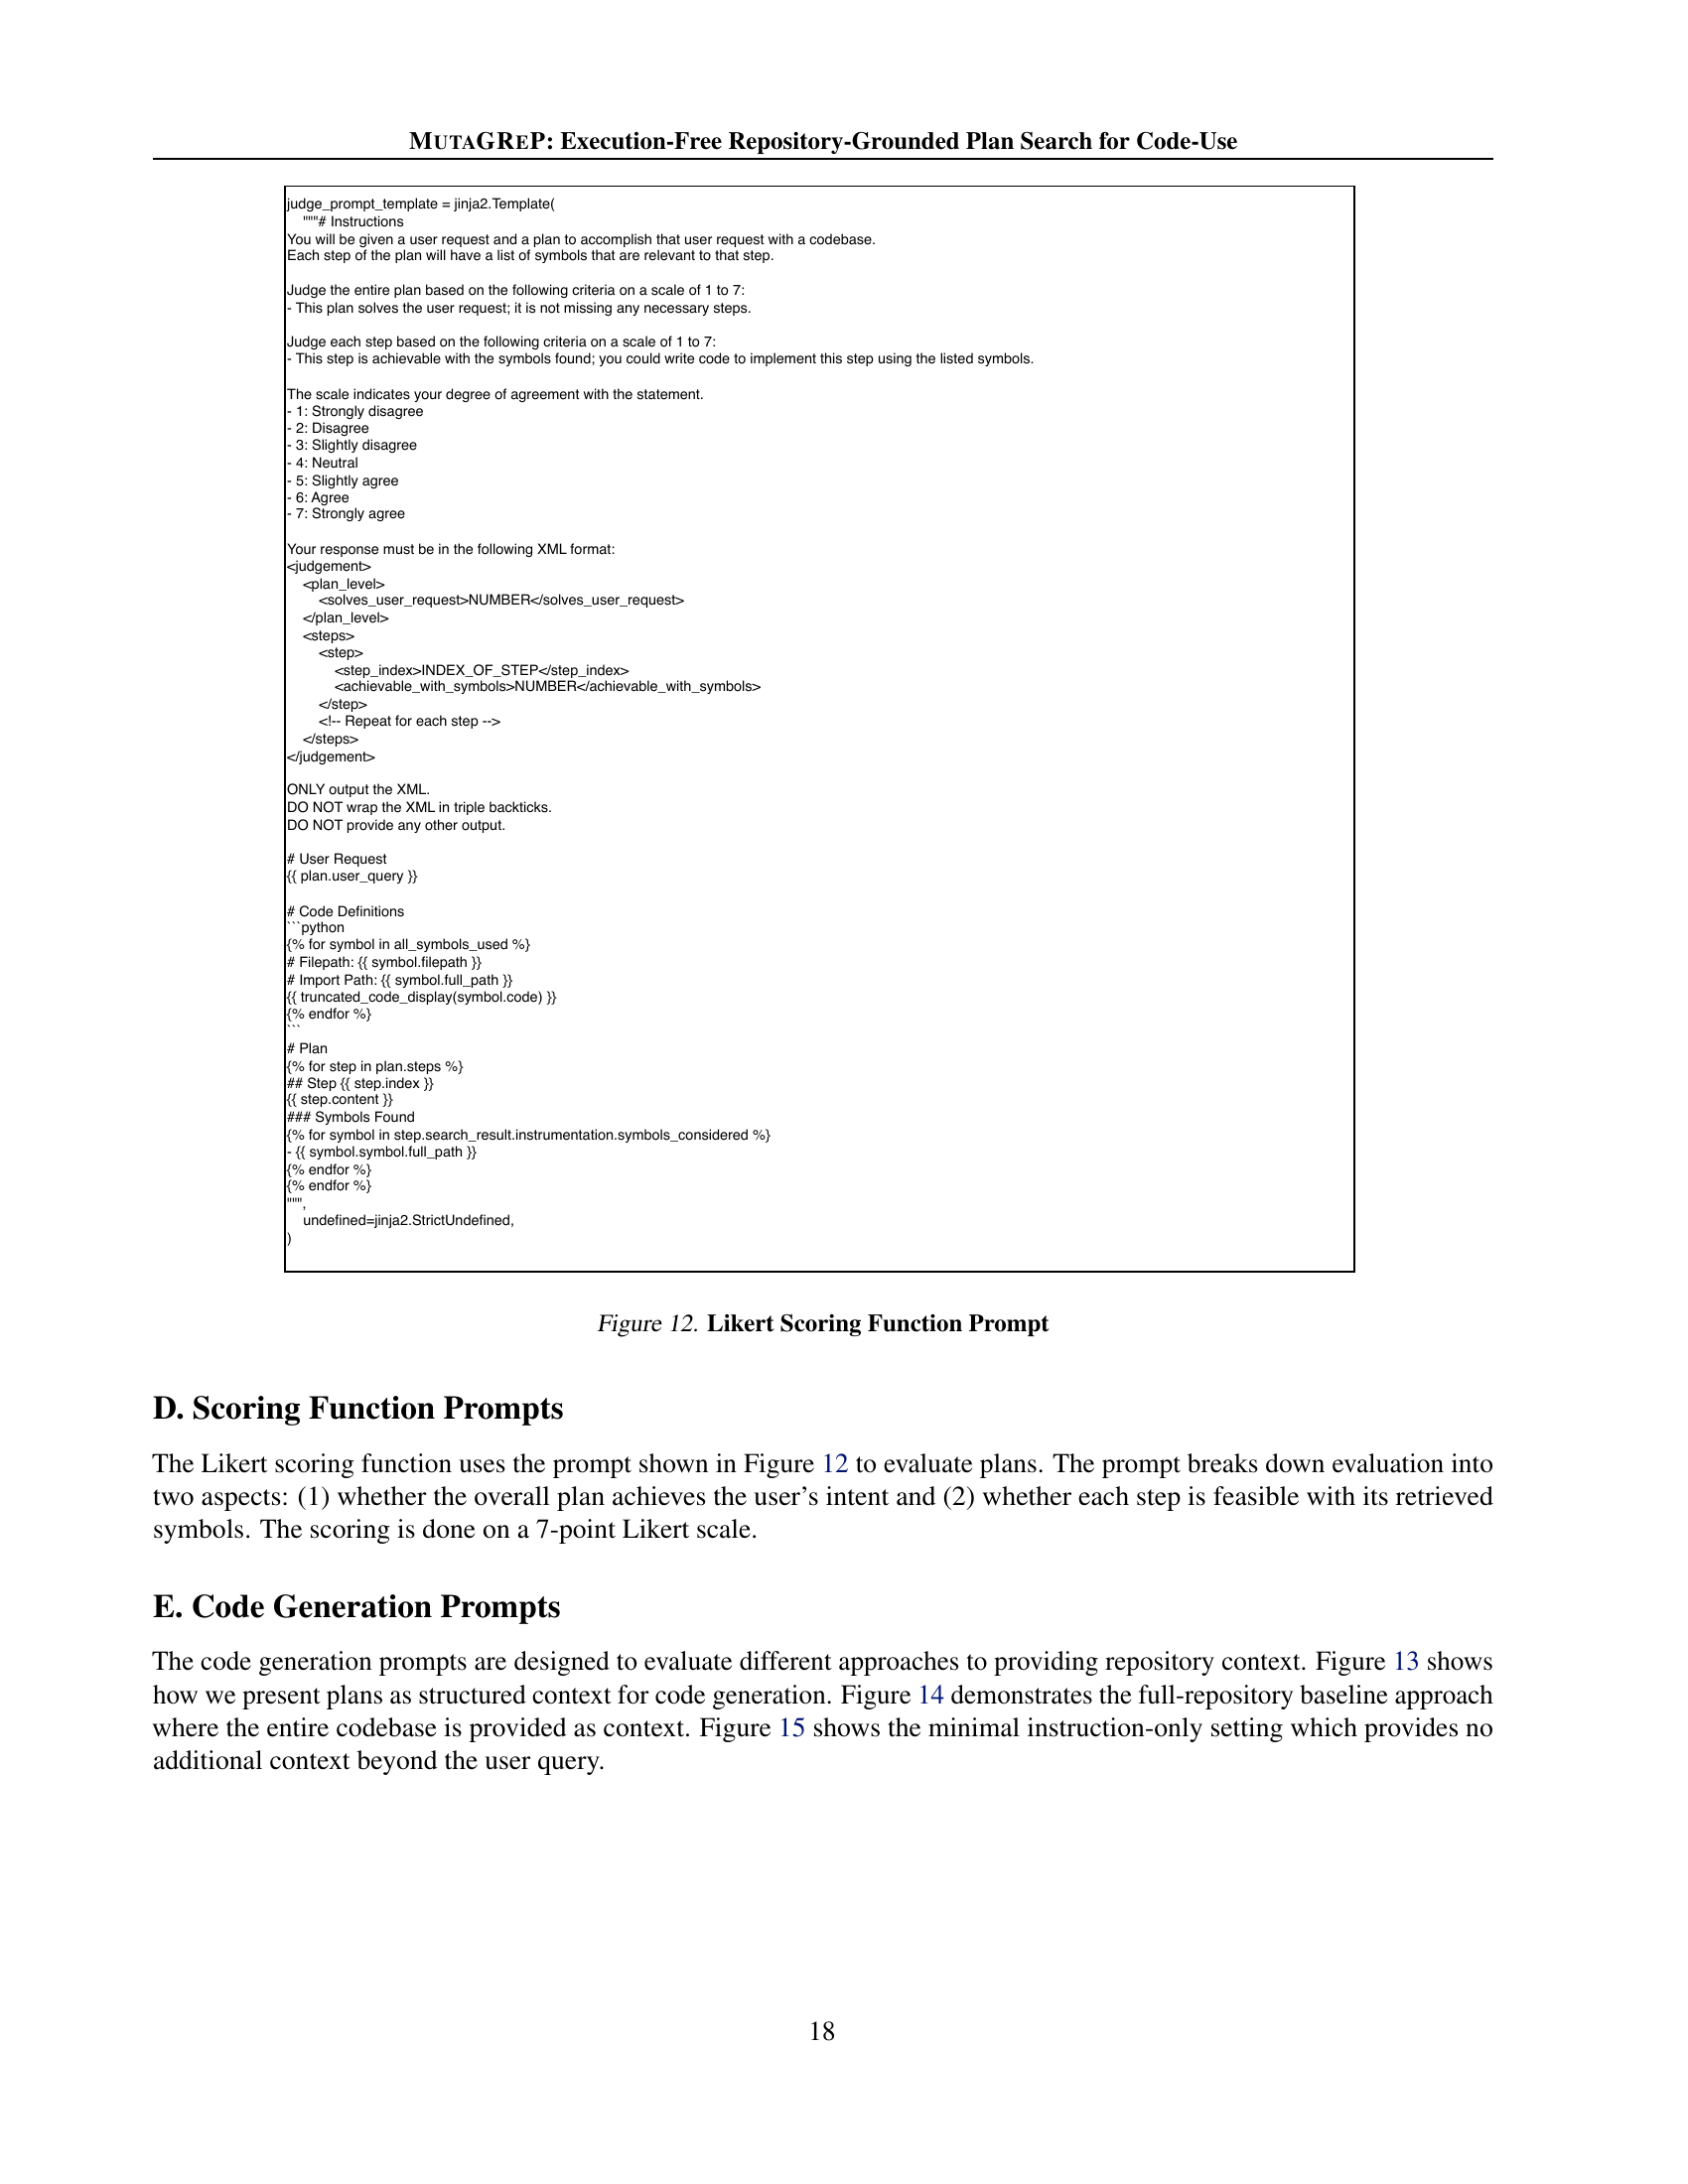 MUTAGREP: Execution-Free Repository-Grounded Plan Search for Code-Use
judge_prompt_template = jinja2.Template(
    """# Instructions
You will be given a user request and a plan to accomplish that user request with a codebase.
Each step of the plan will have a list of symbols that are relevant to that step.

Judge the entire plan based on the following criteria on a scale of 1 to 7:
- This plan solves the user request; it is not missing any necessary steps.

Judge each step based on the following criteria on a scale of 1 to 7:
- This step is achievable with the symbols found; you could write code to implement this step using the listed symbols.

The scale indicates your degree of agreement with the statement.
- 1: Strongly disagree
- 2: Disagree
- 3: Slightly disagree
- 4: Neutral
- 5: Slightly agree
- 6: Agree
- 7: Strongly agree

Your response must be in the following XML format:
<judgement>
    <plan_level>
        <solves_user_request>NUMBER</solves_user_request>
    </plan_level>
    <steps>
        <step>
            <step_index>INDEX_OF_STEP</step_index>
            <achievable_with_symbols>NUMBER</achievable_with_symbols>
        </step>
        <!-- Repeat for each step -->
    </steps>
</judgement>

ONLY output the XML.
DO NOT wrap the XML in triple backticks.
DO NOT provide any other output.

# User Request
{{ plan.user_query }}

# Code Definitions
```python
{% for symbol in all_symbols_used %}
# Filepath: {{ symbol.filepath }}
# Import Path: {{ symbol.full_path }}
{{ truncated_code_display(symbol.code) }}
{% endfor %}
```
# Plan
{% for step in plan.steps %}
## Step {{ step.index }}
{{ step.content }}
### Symbols Found
{% for symbol in step.search_result.instrumentation.symbols_considered %}
- {{ symbol.symbol.full_path }}
{% endfor %}
{% endfor %}
""",
    undefined=jinja2.StrictUndefined,
)
Figure 12. Likert Scoring Function Prompt
D. Scoring Function Prompts
The Likert scoring function uses the prompt shown in Figure 12 to evaluate plans. The prompt breaks down evaluation into
two aspects: (1) whether the overall plan achieves the user's intent and (2) whether each step is feasible with its retrieved
symbols. The scoring is done on a 7-point Likert scale.
E. Code Generation Prompts
The code generation prompts are designed to evaluate different approaches to providing repository context. Figure 13 shows
how we present plans as structured context for code generation. Figure 14 demonstrates the full-repository baseline approach
where the entire codebase is provided as context. Figure 15 shows the minimal instruction-only setting which provides no
additional context beyond the user query.
18